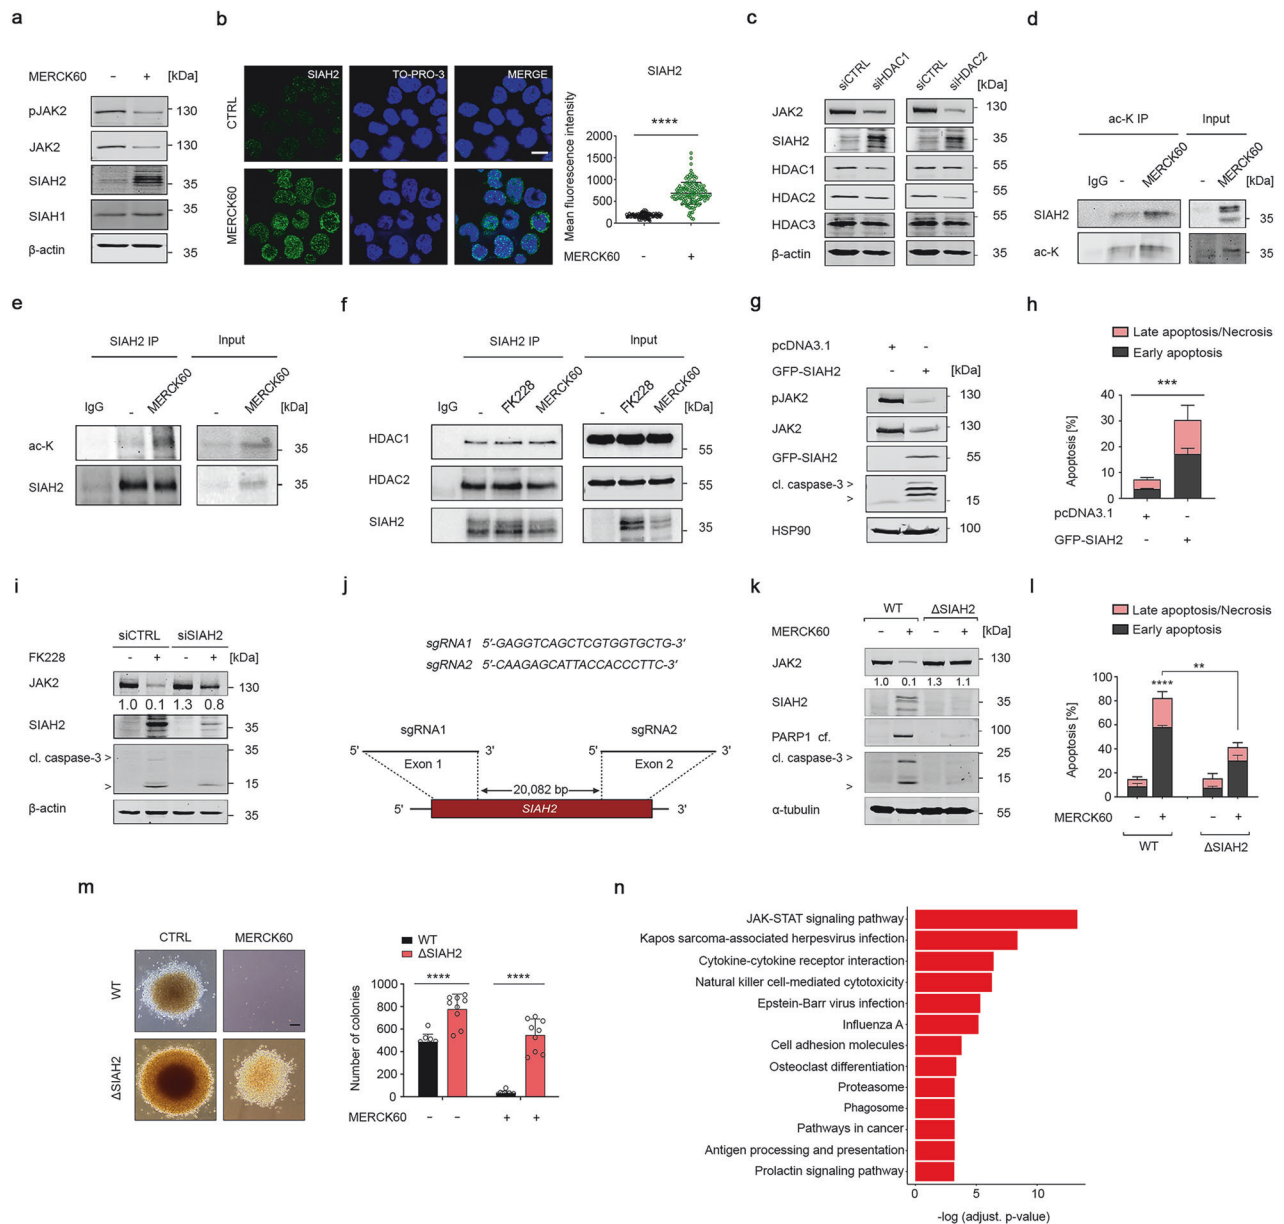 a
MERCK60 - + [kDa]
pJAK2 130
JAK2 130
SIAH2 35
SIAH1 35
β-actin 35
b
SIAH2 TO-PRO-3 MERGE
CTRL
MERCK60
SIAH2
****
Mean fluorescence intensity
2000
1500
1000
500
0
MERCK60 - +
c
siCTRL siHDAC1 siCTRL siHDAC2 [kDa]
JAK2 130
SIAH2 35
HDAC1 55
HDAC2 55
HDAC3 55
β-actin 35
d
ac-K IP Input
IgG - MERCK60 - MERCK60 [kDa]
SIAH2 35
ac-K 35
e
SIAH2 IP Input
IgG - MERCK60 - MERCK60 [kDa]
ac-K 35
SIAH2 35
f
SIAH2 IP Input
IgG - FK228 MERCK60 - FK228 MERCK60 [kDa]
HDAC1 55
HDAC2 55
SIAH2 35
g
pcDNA3.1 + -
GFP-SIAH2 - + [kDa]
pJAK2 130
JAK2 130
GFP-SIAH2 55
cl. caspase-3 >
> 15
HSP90 100
h
Late apoptosis/Necrosis
Early apoptosis
***
Apoptosis [%]
40
30
20
10
0
pcDNA3.1 + -
GFP-SIAH2 - +
i
siCTRL siSIAH2
FK228 - + - + [kDa]
JAK2 130
1.0 0.1 1.3 0.8
SIAH2 35
35
cl. caspase-3 >
> 15
β-actin 35
j
sgRNA1 5'-GAGGTCAGCTCGTGGTGCTG-3'
sgRNA2 5'-CAAGAGCATTACCACCCTTC-3'
sgRNA1 sgRNA2
5' 3' 5' 3'
Exon 1 Exon 2
20,082 bp
5' SIAH2 3'
k
WT ΔSIAH2
MERCK60 - + - + [kDa]
JAK2 130
1.0 0.1 1.3 1.1
SIAH2 35
PARP1 cf. 100
25
cl. caspase-3 >
> 15
α-tubulin 55
l
Late apoptosis/Necrosis
Early apoptosis
**
****
Apoptosis [%]
100
80
60
40
20
0
MERCK60 - + - +
WT ΔSIAH2
m
CTRL MERCK60
WT
ΔSIAH2
WT
ΔSIAH2
**** ****
Number of colonies
1000
800
600
400
200
0
MERCK60 - - + +
n
JAK-STAT signaling pathway
Kapos sarcoma-associated herpesvirus infection
Cytokine-cytokine receptor interaction
Natural killer cell-mediated cytotoxicity
Epstein-Barr virus infection
Influenza A
Cell adhesion molecules
Osteoclast differentiation
Proteasome
Phagosome
Pathways in cancer
Antigen processing and presentation
Prolactin signaling pathway
0 5 10
-log (adjust. p-value)